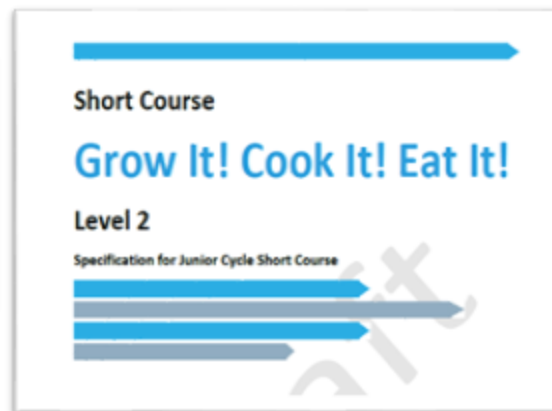 Short Course
Grow It! Cook It! Eat It!
Level 2
Specification for Junior Cycle Short Course